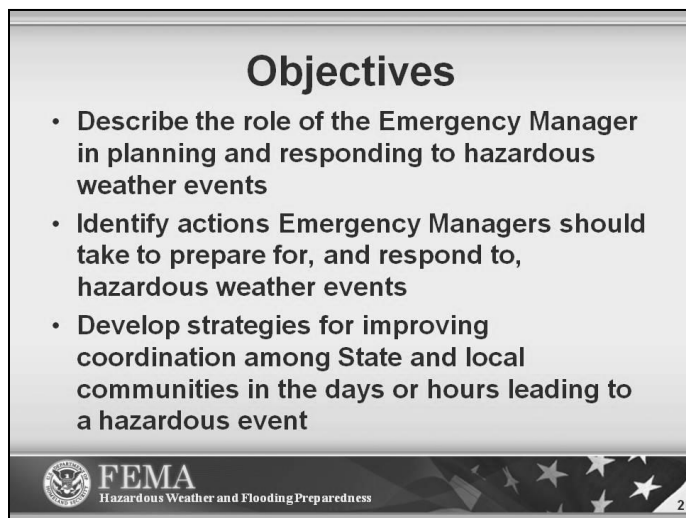 Objectives
• Describe the role of the Emergency Manager
in planning and responding to hazardous
weather events
• Identify actions Emergency Managers should
take to prepare for, and respond to,
hazardous weather events
• Develop strategies for improving
coordination among State and local
communities in the days or hours leading to
a hazardous event
FEMA
Hazardous Weather and Flooding Preparedness
2